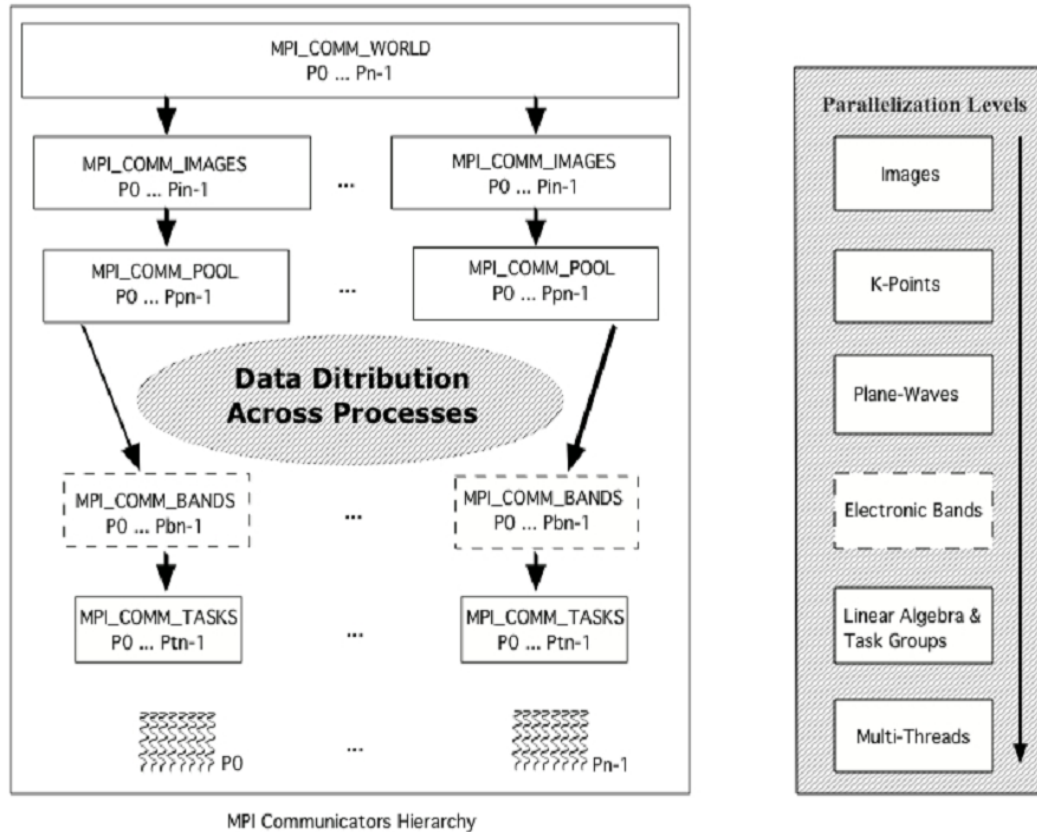 MPI_COMM_WORLD
P0 ... Pn-1
MPI_COMM_IMAGES
P0 ... Pin-1
...
MPI_COMM_IMAGES
P0 ... Pin-1
MPI_COMM_POOL
P0 ... Ppn-1
...
MPI_COMM_POOL
P0 ... Ppn-1
Data Ditribution
Across Processes
MPI_COMM_BANDS
P0 ... Pbn-1
...
MPI_COMM_BANDS
P0 ... Pbn-1
MPI_COMM_TASKS
P0 ... Ptn-1
...
MPI_COMM_TASKS
P0 ... Ptn-1
P0
...
Pn-1
MPI Communicators Hierarchy
Parallelization Levels
Images
K-Points
Plane-Waves
Electronic Bands
Linear Algebra &
Task Groups
Multi-Threads